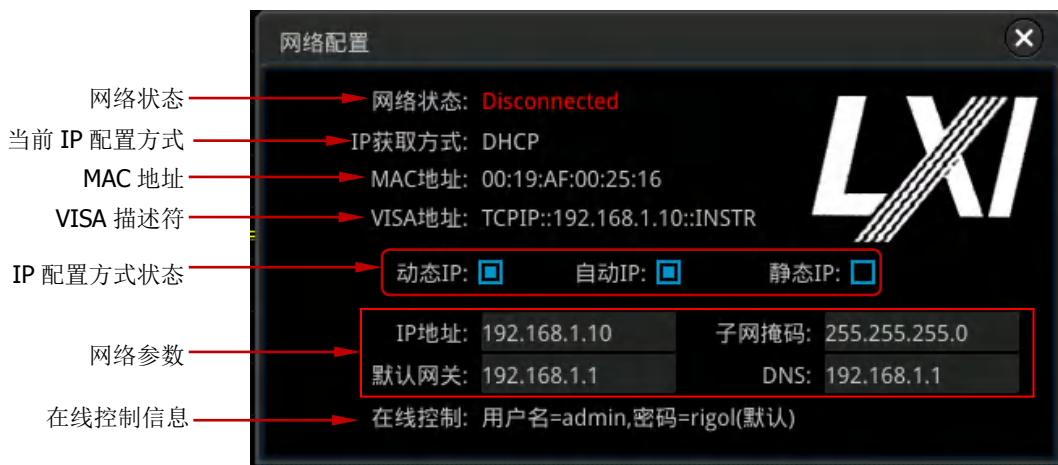 网络配置
网络状态
网络状态: Disconnected
LXI
当前 IP 配置方式
IP获取方式: DHCP
MAC 地址
MAC地址: 00:19:AF:00:25:16
VISA 描述符
VISA地址: TCPIP::192.168.1.10::INSTR
IP 配置方式状态
动态IP: 自动IP: 静态IP:
网络参数
IP地址: 192.168.1.10 子网掩码: 255.255.255.0
默认网关: 192.168.1.1 DNS: 192.168.1.1
在线控制信息
在线控制: 用户名=admin,密码=rigol(默认)